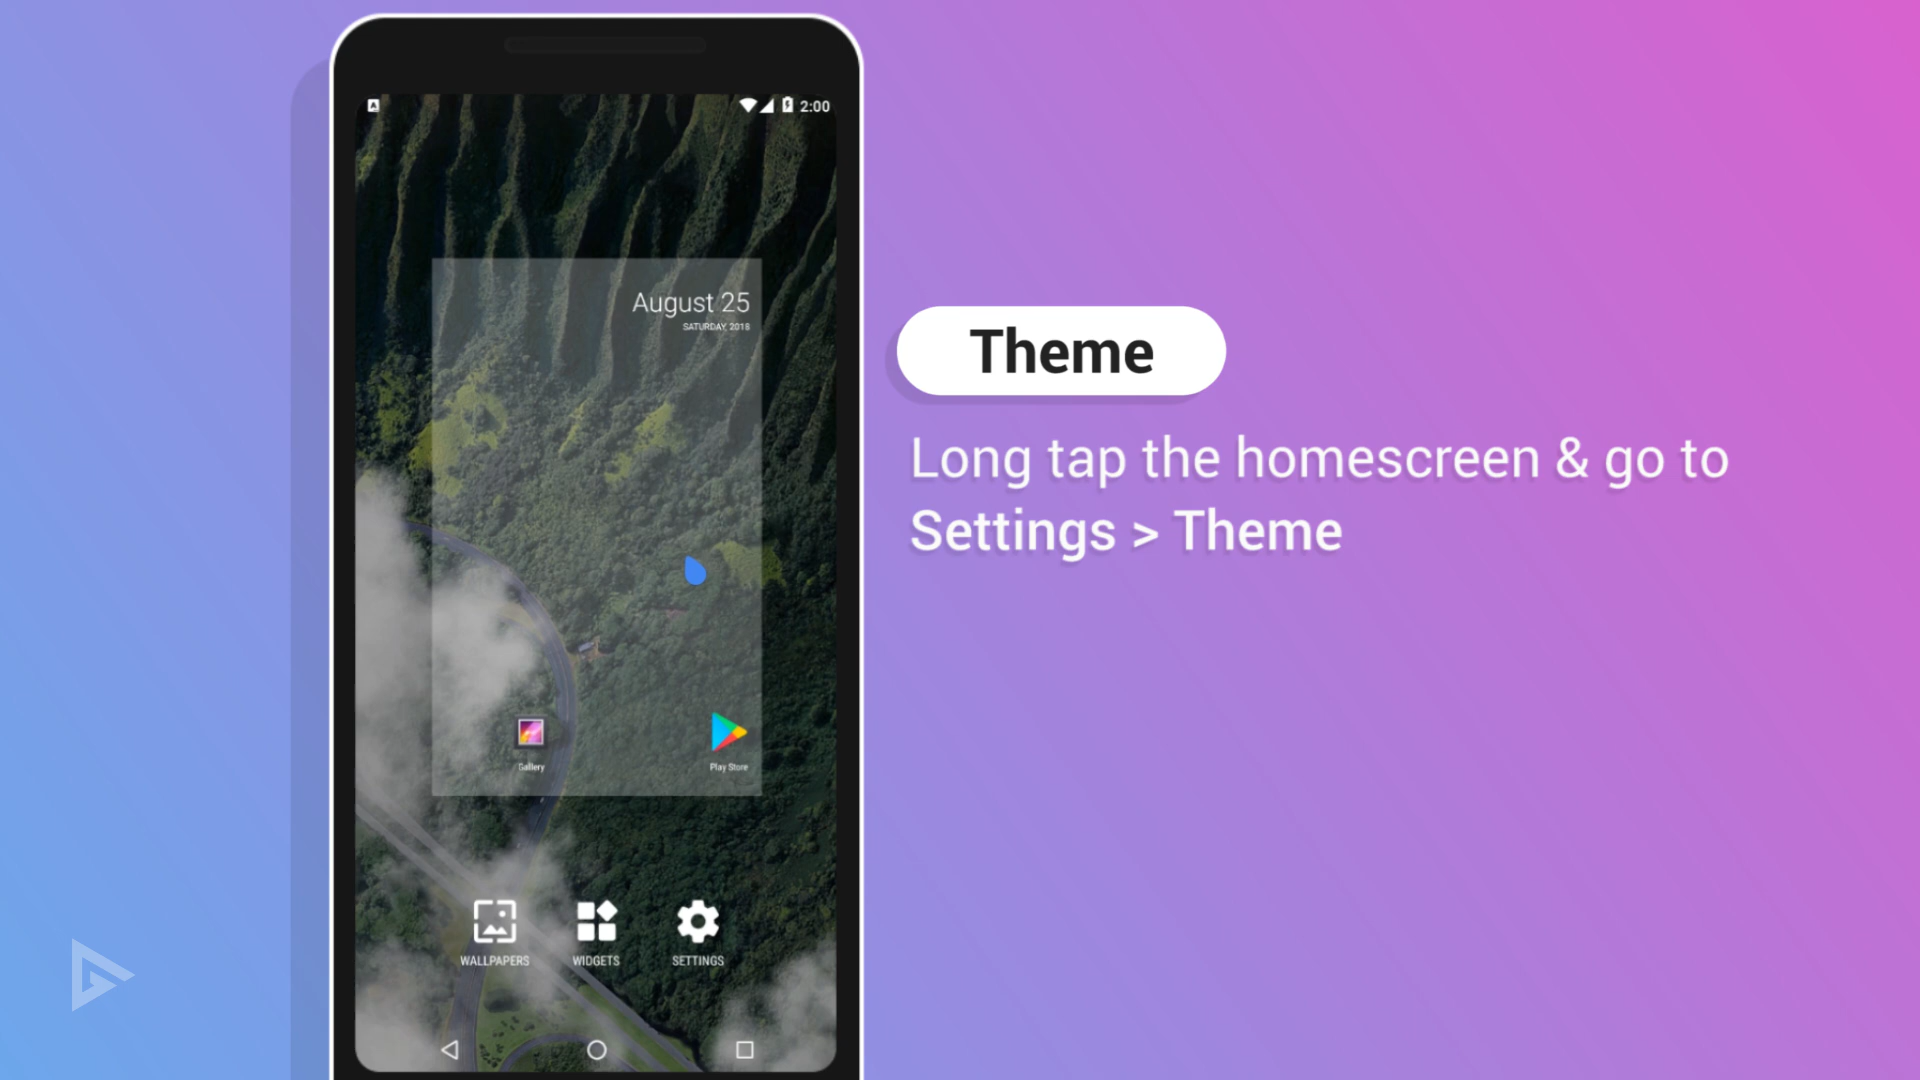 2:00
August 25
SATURDAY, 2018
Gallery
Play Store
WALLPAPERS
WIDGETS
SETTINGS
Theme
Long tap the homescreen & go to
Settings > Theme